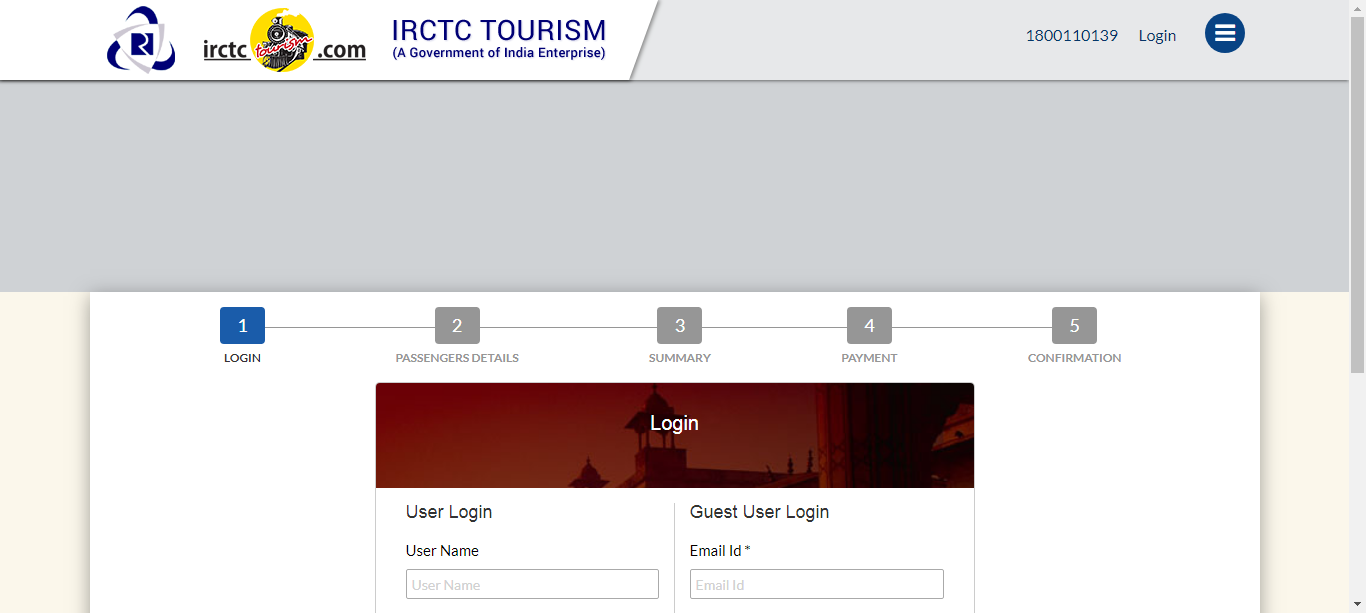 irctc tourism .com
IRCTC TOURISM
(A Government of India Enterprise)
1800110139 Login
1 2 3 4 5
LOGIN PASSENGERS DETAILS SUMMARY PAYMENT CONFIRMATION
Login
User Login
User Name
User Name
Guest User Login
Email Id *
Email Id